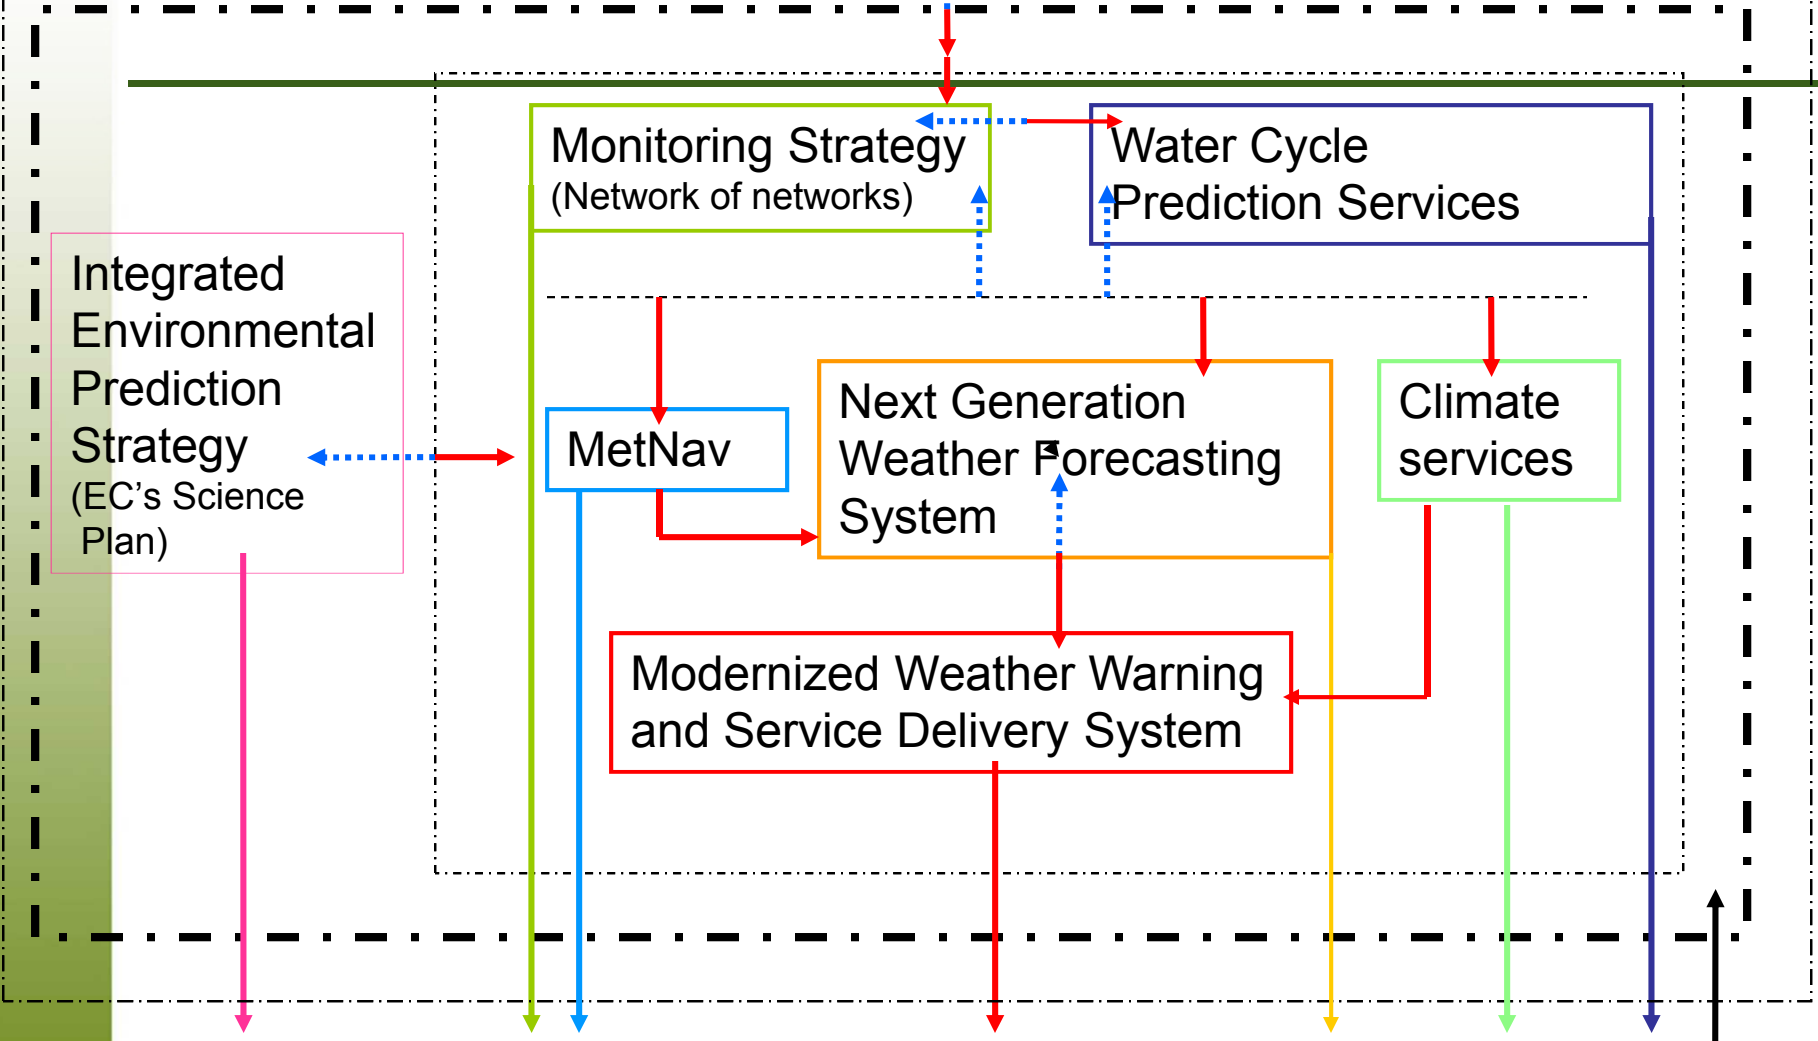 Monitoring Strategy
(Network of networks)
Water Cycle
Prediction Services
Integrated
Environmental
Prediction
Strategy
(EC’s Science
Plan)
MetNav
Next Generation
Weather Forecasting
System
Climate
services
Modernized Weather Warning
and Service Delivery System